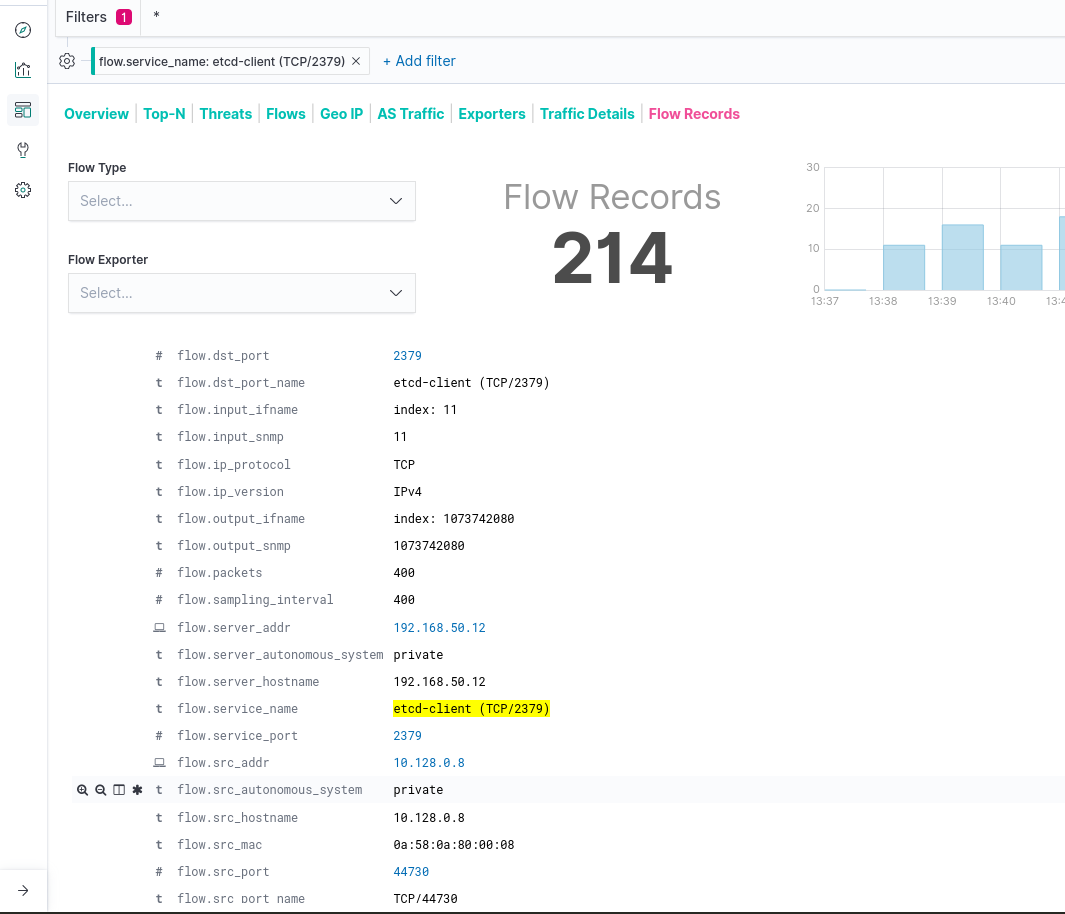 Filters 1 *
flow.service_name: etcd-client (TCP/2379) × + Add filter
Overview Top-N Threats Flows Geo IP AS Traffic Exporters Traffic Details Flow Records
Flow Type
Select...
Flow Exporter
Select...
Flow Records
214
30
20
10
0
13:37 13:38 13:39 13:40 13:4
# flow.dst_port 2379
t flow.dst_port_name etcd-client (TCP/2379)
t flow.input_ifname index: 11
t flow.input_snmp 11
t flow.ip_protocol TCP
t flow.ip_version IPv4
t flow.output_ifname index: 1073742080
t flow.output_snmp 1073742080
# flow.packets 400
# flow.sampling_interval 400
flow.server_addr 192.168.50.12
t flow.server_autonomous_system private
t flow.server_hostname 192.168.50.12
t flow.service_name etcd-client (TCP/2379)
# flow.service_port 2379
flow.src_addr 10.128.0.8
t flow.src_autonomous_system private
t flow.src_hostname 10.128.0.8
t flow.src_mac 0a:58:0a:80:00:08
# flow.src_port 44730
t flow.src_port_name TCP/44730